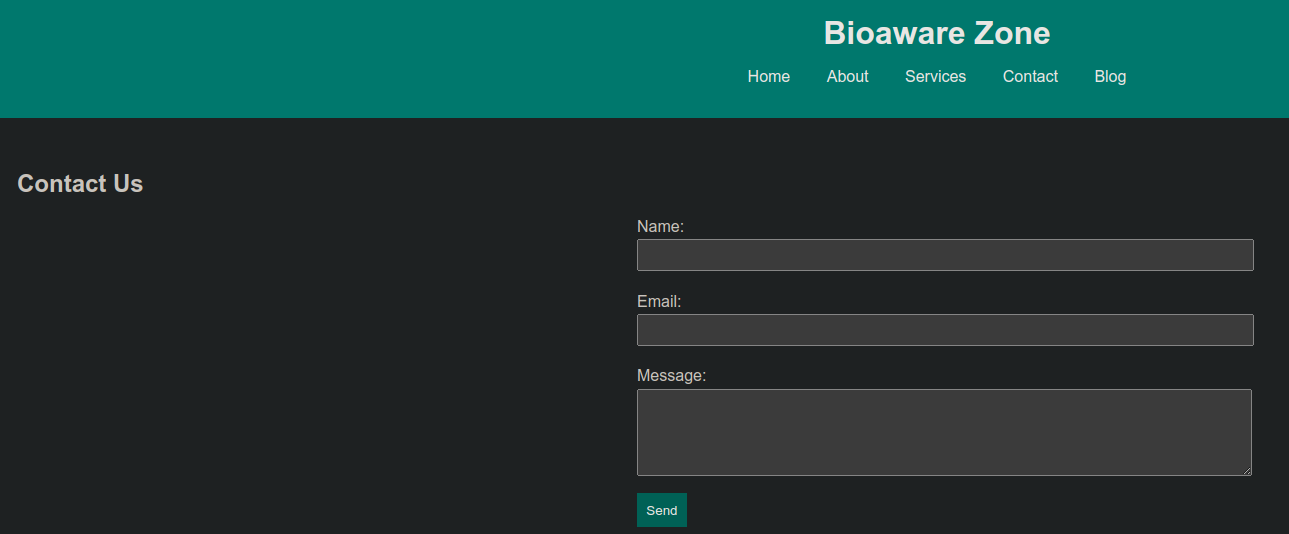 Bioaware Zone
Home About Services Contact Blog
Contact Us
Name:
Email:
Message:
Send